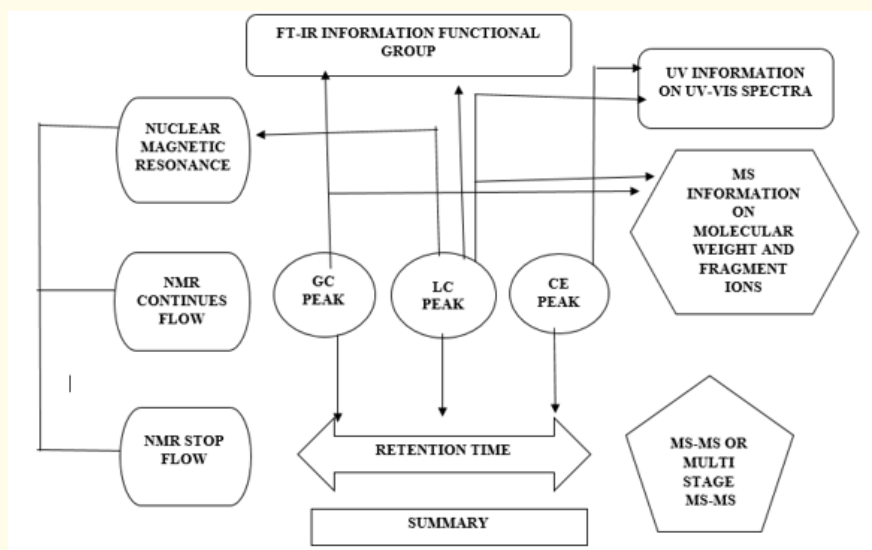 FT-IR INFORMATION FUNCTIONAL
GROUP
UV INFORMATION
ON UV-VIS SPECTRA
NUCLEAR
MAGNETIC
RESONANCE
MS
INFORMATION
ON
MOLECULAR
WEIGHT AND
FRAGMENT
IONS
NMR
CONTINUES
FLOW
GC
PEAK
LC
PEAK
CE
PEAK
NMR STOP
FLOW
RETENTION TIME
MS-MS OR
MULTI
STAGE
MS-MS
SUMMARY